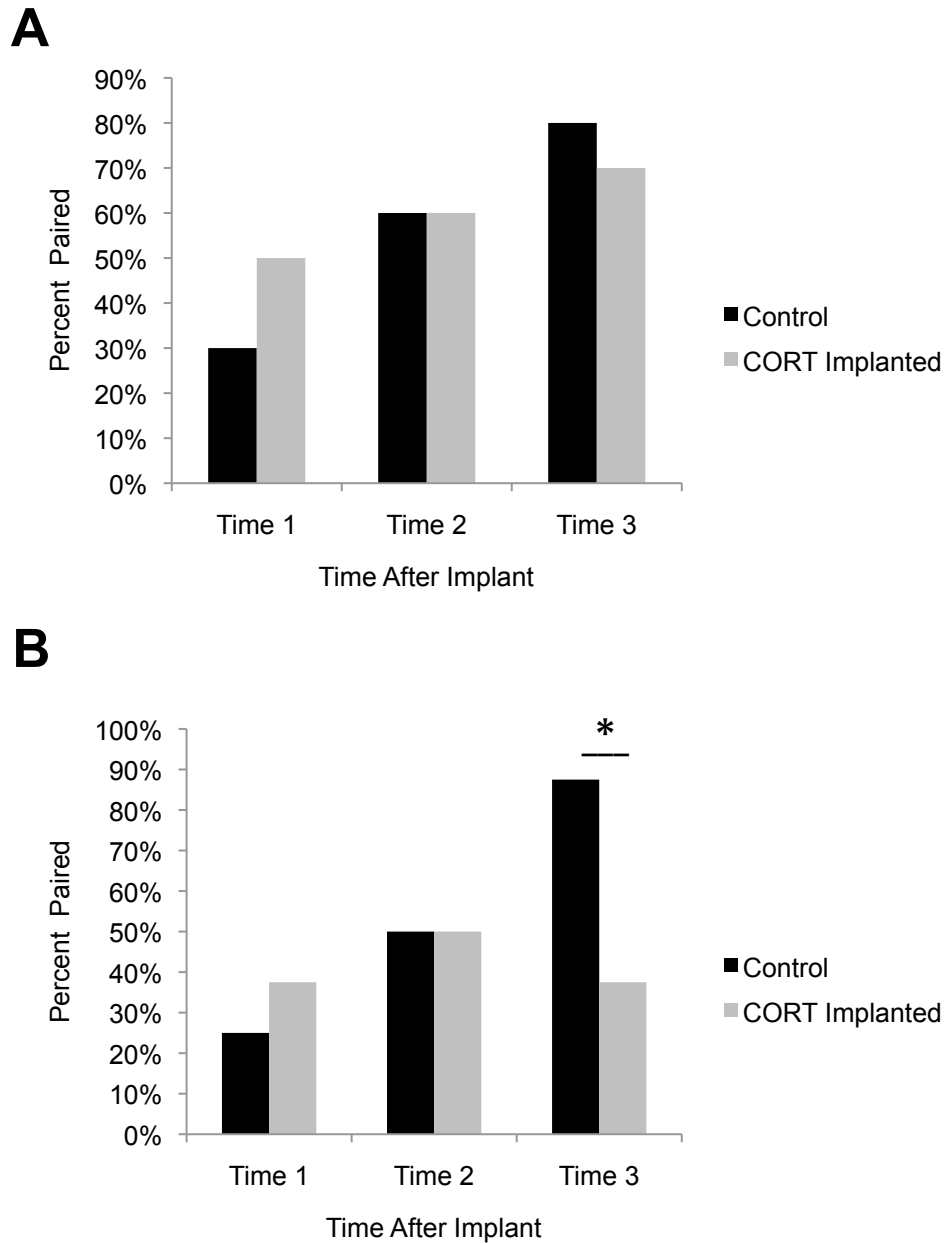 A
90%
80%
70%
60%
50%
40%
30%
20%
10%
0%
Percent Paired
Time 1 Time 2 Time 3
Time After Implant
Control
CORT Implanted
B
*
100%
90%
80%
70%
60%
50%
40%
30%
20%
10%
0%
Percent Paired
Time 1 Time 2 Time 3
Time After Implant
Control
CORT Implanted